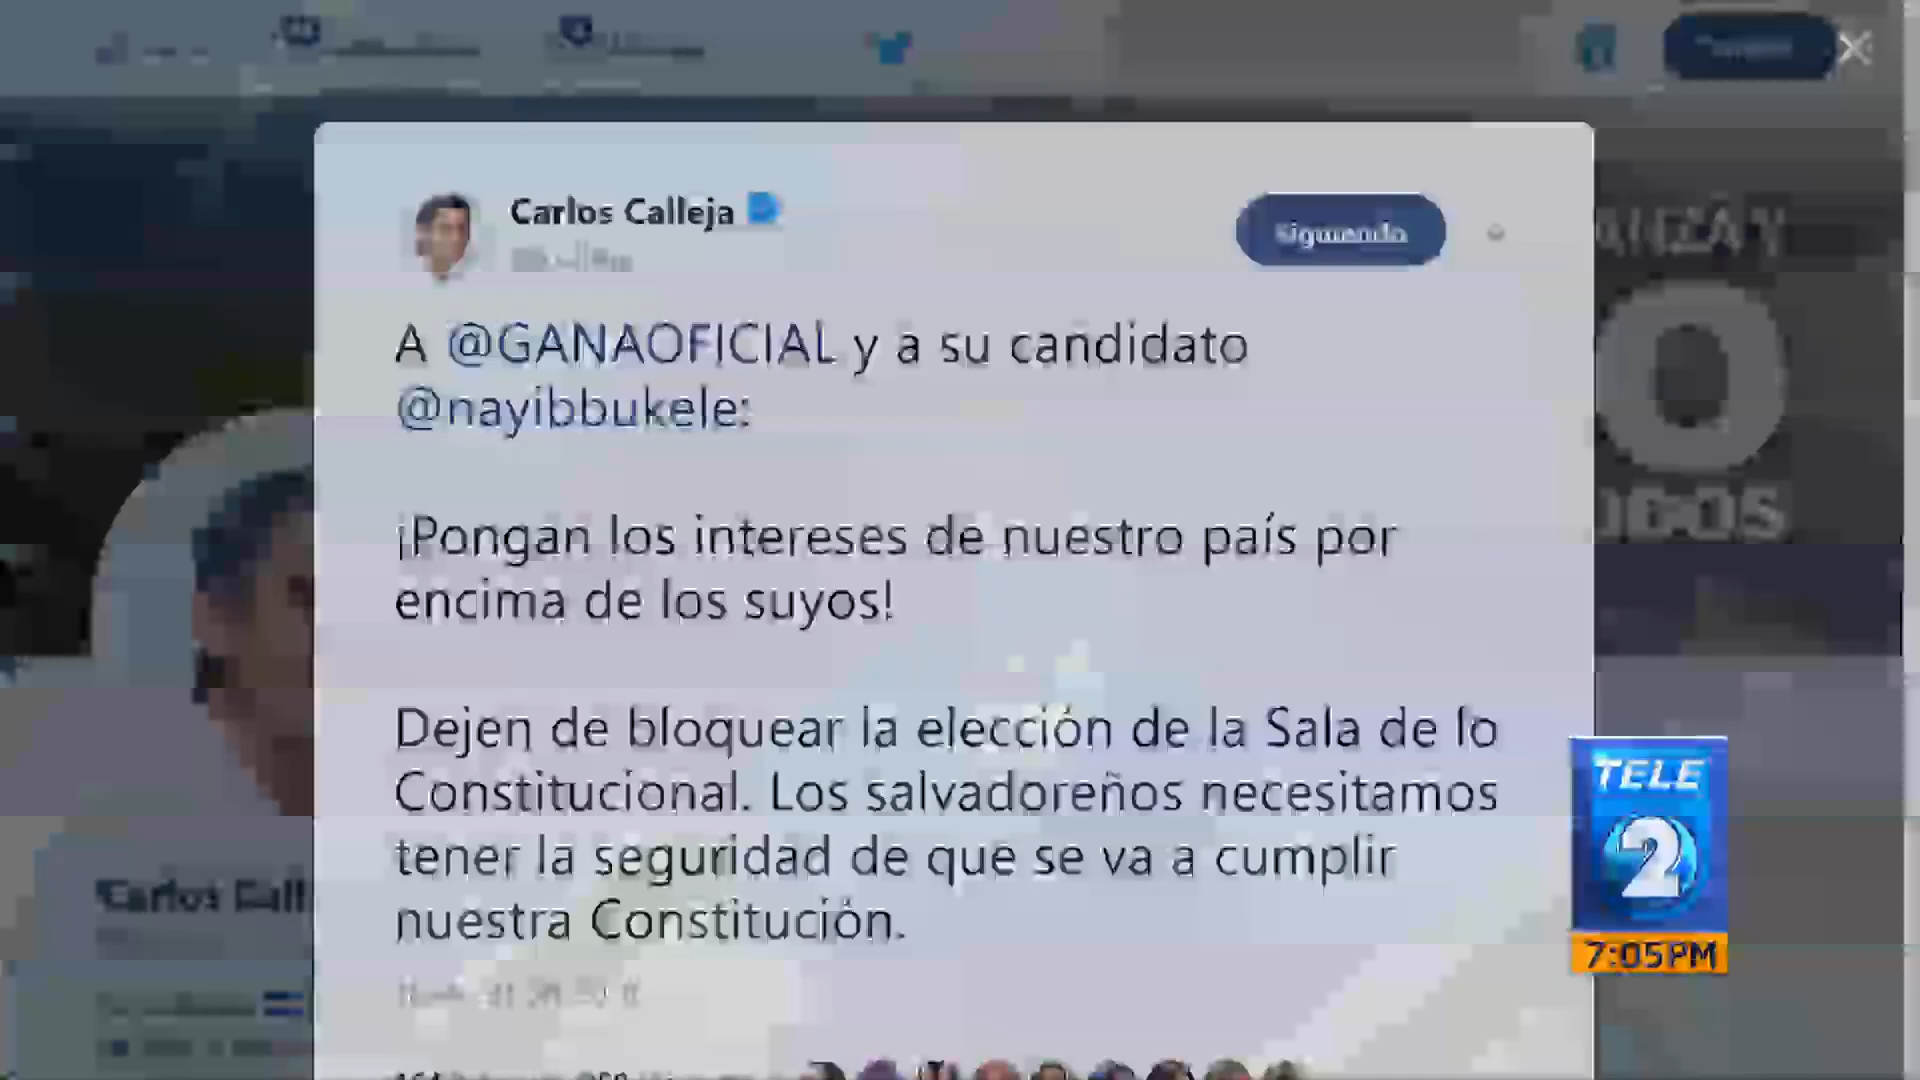 Carlos Calleja
Siguiendo
A @GANAOFICIAL y a su candidato
@nayibbukele:
¡Pongan los intereses de nuestro país por
encima de los suyos!
Dejen de bloquear la elección de la Sala de lo
Constitucional. Los salvadoreños necesitamos
tener la seguridad de que se va a cumplir
nuestra Constitución.
TELE
2
7:05PM
Carlos Call